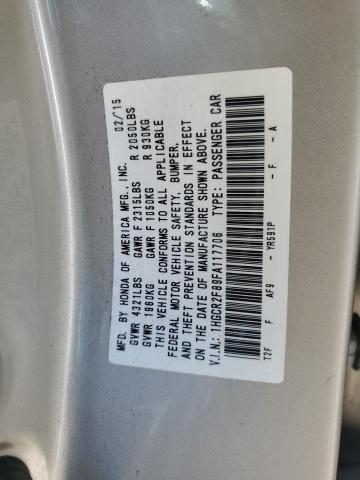 MFD. BY HONDA OF AMERICA MFG., INC. 02/'15
GVWR 4321LBS GAWR F 2315LBS R 2050LBS
GVWR 1960KG GAWR F 1050KG R 930KG
THIS VEHICLE CONFORMS TO ALL APPLICABLE
FEDERAL MOTOR VEHICLE SAFETY, BUMPER,
AND THEFT PREVENTION STANDARDS IN EFFECT
ON THE DATE OF MANUFACTURE SHOWN ABOVE.
V.I.N.: 1HGCR2F89FA117706 TYPE: PASSENGER CAR
T2F F AF9 - YR591P - F - A